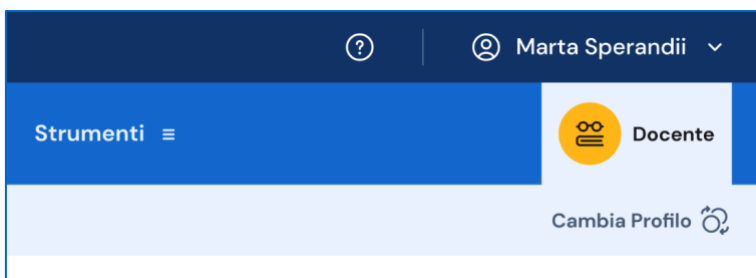 Marta Sperandii
Strumenti
Docente
Cambia Profilo